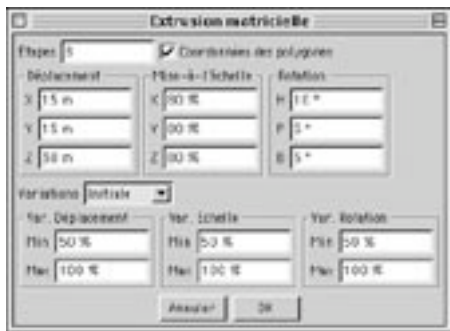 Extrusion matricielle
Étapes 5 Coordonnées des polygones
Déplacement Mise-à-l'Échelle Rotation
X 15 m X 80 % H 10 °
Y 15 m Y 80 % P 5 °
Z 50 m Z 80 % B 5 °
Variations Initiale
Var. Déplacement Var. Echelle Var. Rotation
Min 50 % Min 50 % Min 50 %
Max 100 % Max 100 % Max 100 %
Annuler OK